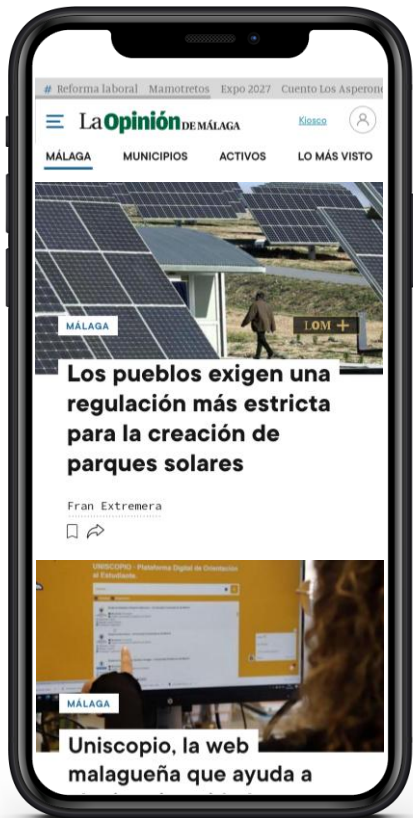 # Reforma laboral Mamotretos Expo 2027 Cuento Los Asperon
La Opinión DE MÁLAGA
Kiosco
MÁLAGA MUNICIPIOS ACTIVOS LO MÁS VISTO
LOM +
MÁLAGA
Los pueblos exigen una
regulación más estricta
para la creación de
parques solares
Fran Extremera
UNISCOPIO - Plataforma Digital de Orientación
al Estudiante.
MÁLAGA
Uniscopio, la web
malagueña que ayuda a